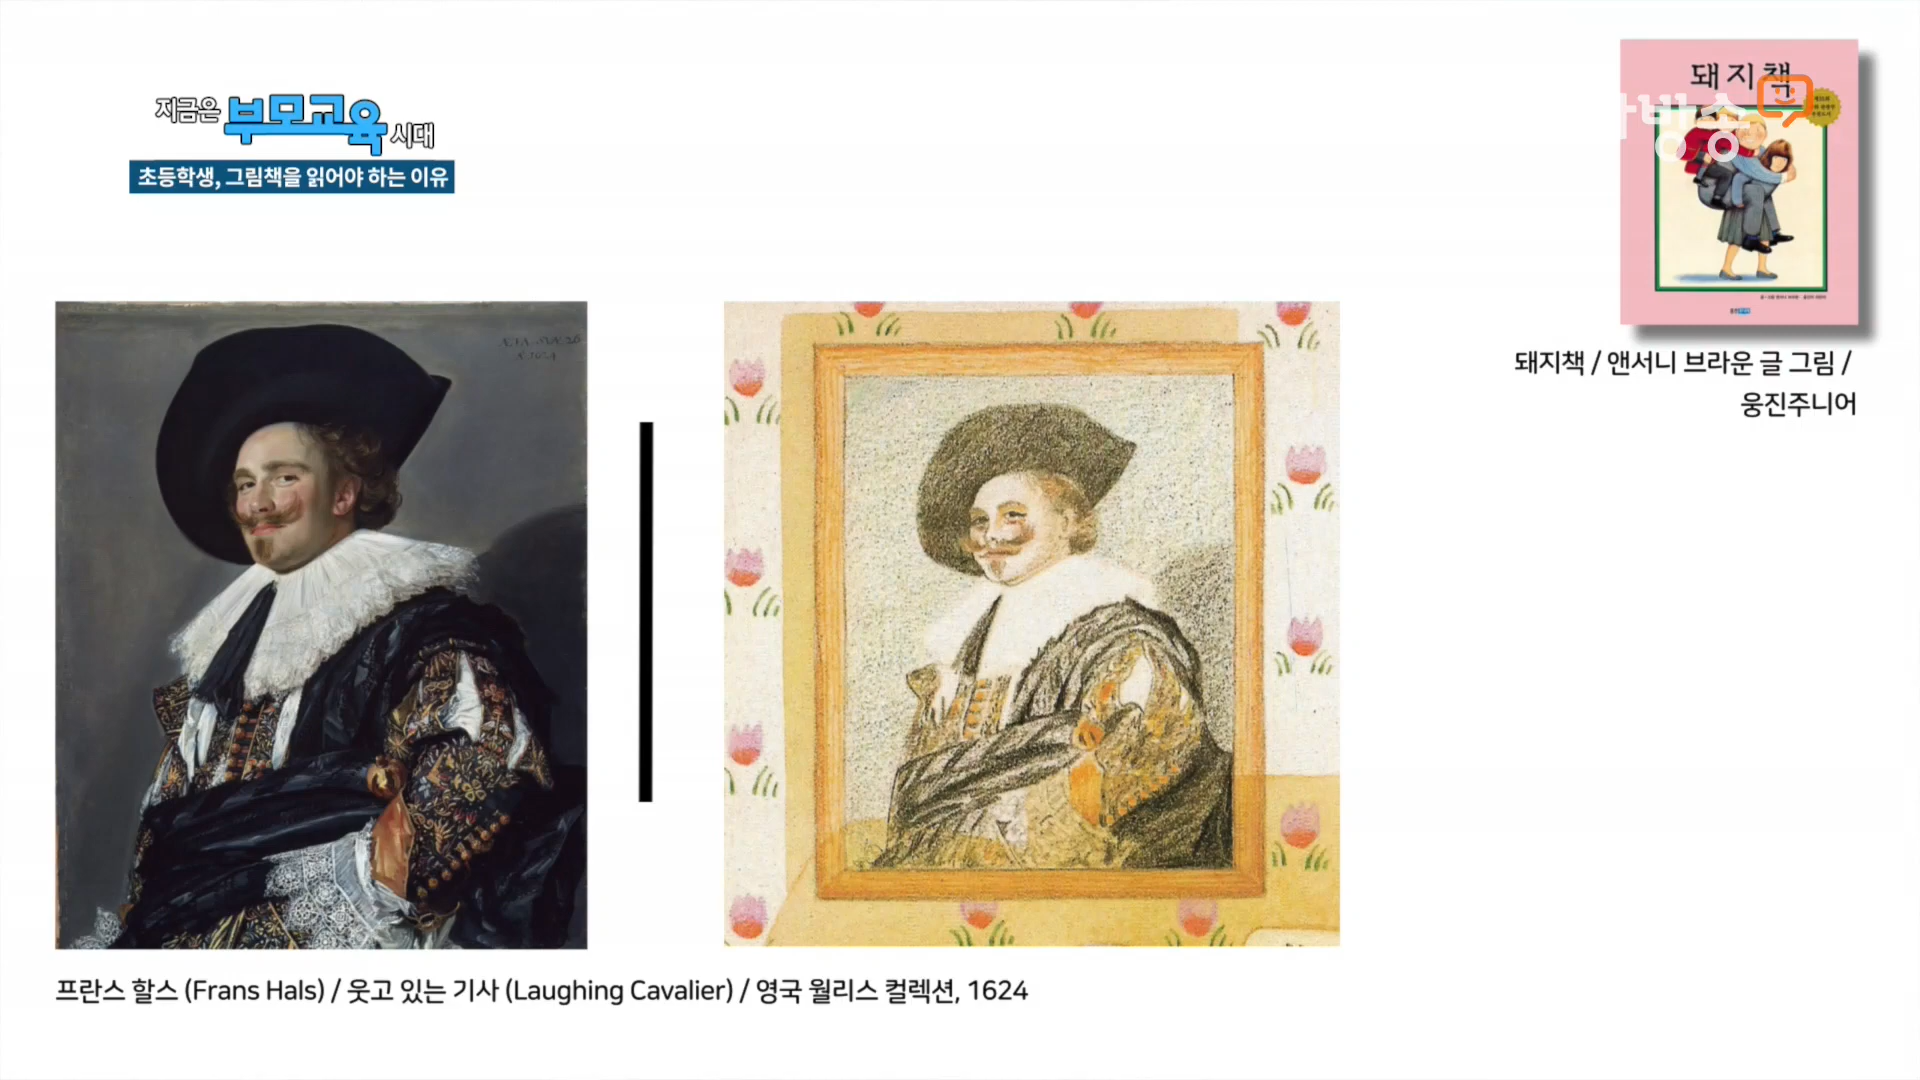 지금은 부모교육 시대
초등학생, 그림책을 읽어야 하는 이유
돼지책
방송
돼지책 / 앤서니 브라운 글 그림 /
웅진주니어
프란스 할스 (Frans Hals) / 웃고 있는 기사 (Laughing Cavalier) / 영국 월리스 컬렉션, 1624